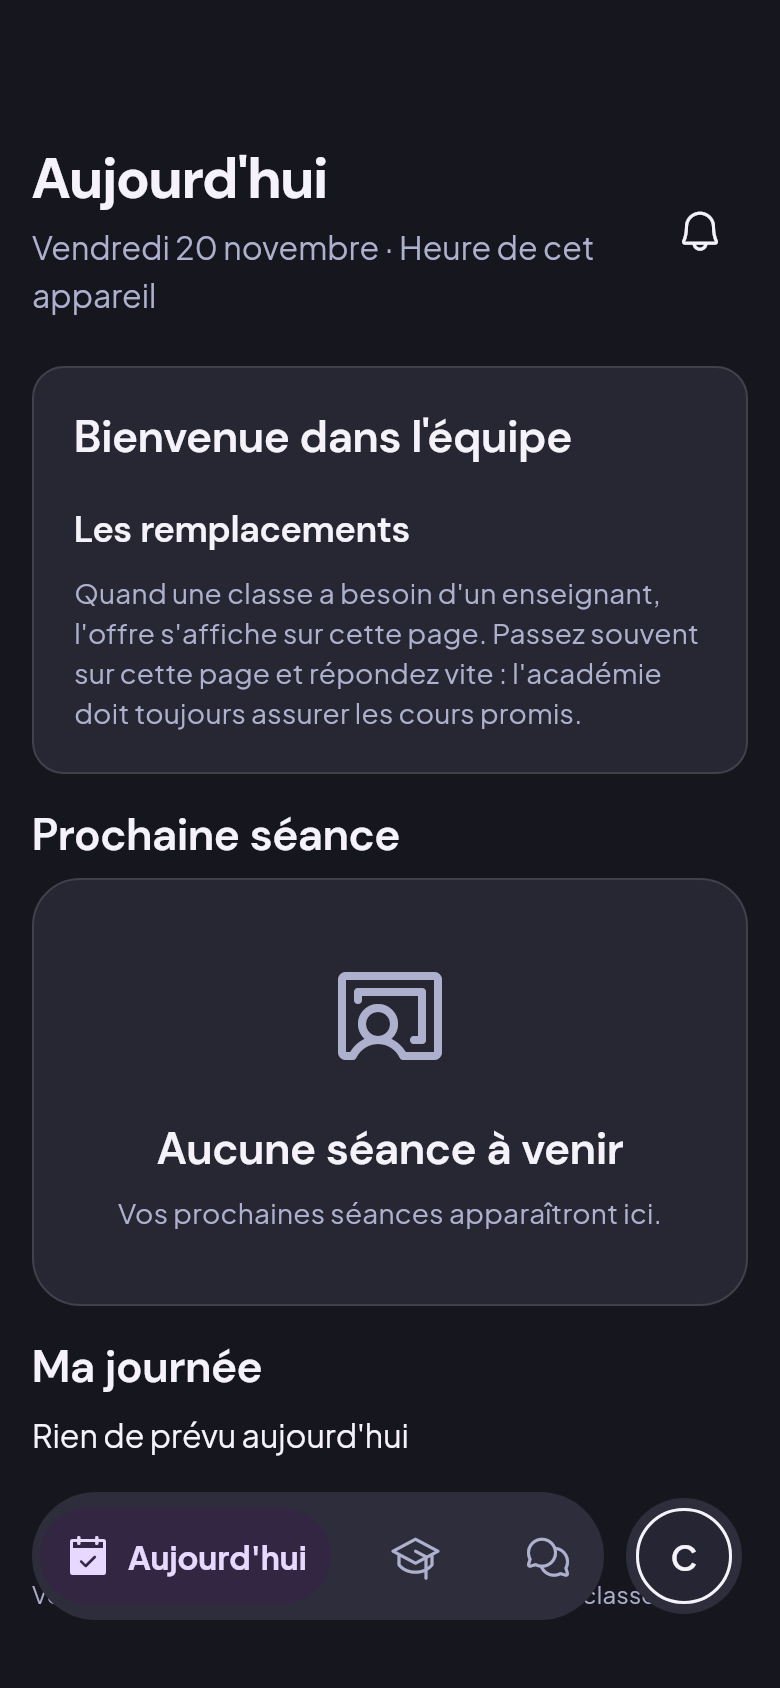 Aujourd'hui
Vendredi 20 novembre · Heure de cet
appareil
Bienvenue dans l'équipe
Les remplacements
Quand une classe a besoin d'un enseignant,
l'offre s'affiche sur cette page. Passez souvent
sur cette page et répondez vite : l'académie
doit toujours assurer les cours promis.
Prochaine séance
Aucune séance à venir
Vos prochaines séances apparaîtront ici.
Ma journée
Rien de prévu aujourd'hui
Aujourd'hui
C